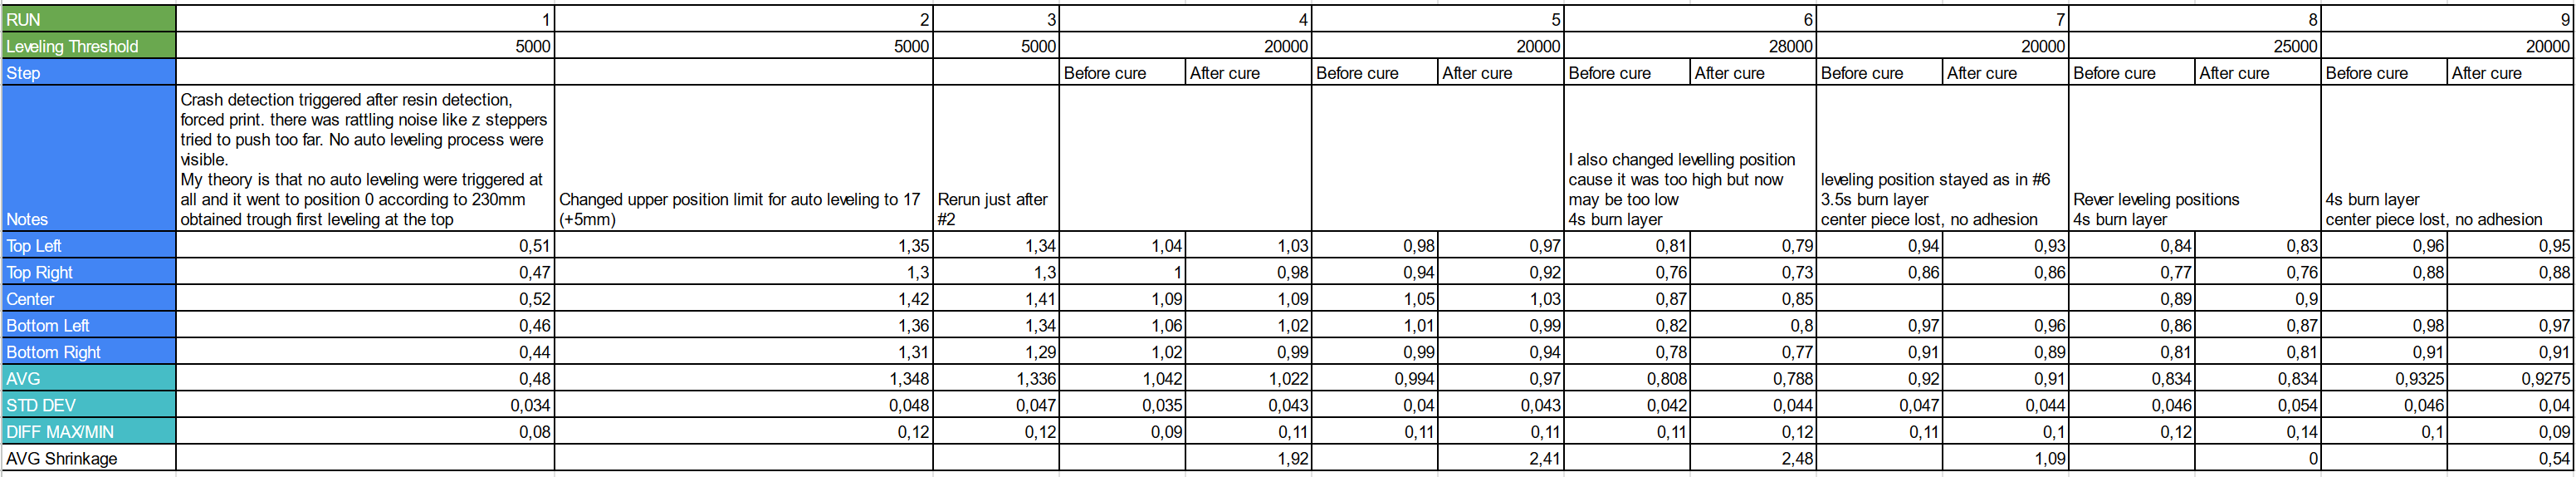 RUN 1 2 3 4 5 6 7 8 9
Leveling Threshold 5000 5000 5000 20000 20000 28000 20000 25000 20000
Step Before cure After cure Before cure After cure Before cure After cure Before cure After cure Before cure After cure Before cure After cure
Crash detection triggered after resin detection,
forced print. there was rattling noise like z steppers
tried to push too far. No auto leveling process were
visible.
My theory is that no auto leveling were triggered at
all and it went to position 0 according to 230mm
obtained trough first leveling at the top
Changed upper position limit for auto leveling to 17
(+5mm)
Rerun just after
#2
I also changed levelling position
cause it was too high but now
may be too low
4s burn layer
leveling position stayed as in #6
3.5s burn layer
center piece lost, no adhesion
Rever leveling positions
4s burn layer
4s burn layer
center piece lost, no adhesion
Notes
Top Left 0,51 1,35 1,34 1,04 1,03 0,98 0,97 0,81 0,79 0,94 0,93 0,84 0,83 0,96 0,95
Top Right 0,47 1,3 1,3 1 0,98 0,94 0,92 0,76 0,73 0,86 0,86 0,77 0,76 0,88 0,88
Center 0,52 1,42 1,41 1,09 1,09 1,05 1,03 0,87 0,85 0,89 0,9
Bottom Left 0,46 1,36 1,34 1,06 1,02 1,01 0,99 0,82 0,8 0,97 0,96 0,86 0,87 0,98 0,97
Bottom Right 0,44 1,31 1,29 1,02 0,99 0,99 0,94 0,78 0,77 0,91 0,89 0,81 0,81 0,91 0,91
AVG 0,48 1,348 1,336 1,042 1,022 0,994 0,97 0,808 0,788 0,92 0,91 0,834 0,834 0,9325 0,9275
STD DEV 0,034 0,048 0,047 0,035 0,043 0,04 0,043 0,042 0,044 0,047 0,044 0,046 0,054 0,046 0,04
DIFF MAX/MIN 0,08 0,12 0,12 0,09 0,11 0,11 0,11 0,11 0,12 0,11 0,1 0,12 0,14 0,1 0,09
AVG Shrinkage 1,92 2,41 2,48 1,09 0 0,54